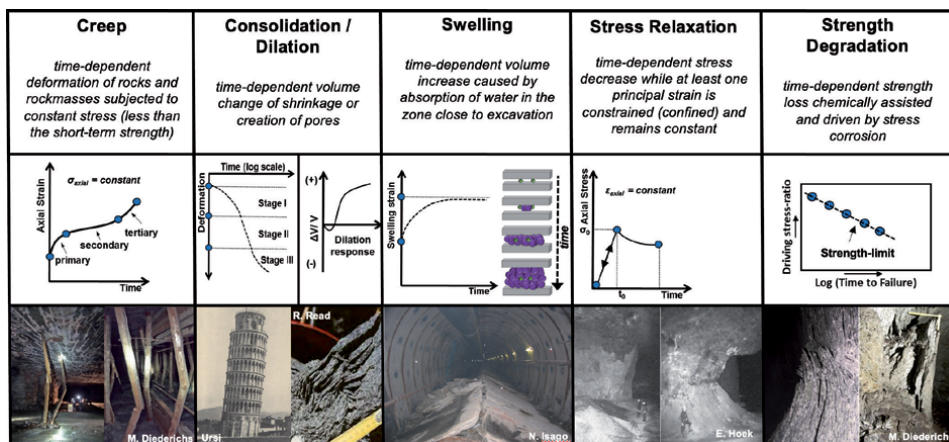 Creep
time-dependent
deformation of rocks and
rockmasses subjected to
constant stress (less than
the short-term strength)
Consolidation /
Dilation
time-dependent volume
change of shrinkage or
creation of pores
Swelling
time-dependent volume
increase caused by
absorption of water in the
zone close to excavation
Stress Relaxation
time-dependent stress
decrease while at least one
principal strain is
constrained (confined) and
remains constant
Strength
Degradation
time-dependent strength
loss chemically assisted
and driven by stress
corrosion
Axial Strain
σaxial = constant
primary
secondary
tertiary
Time
Time (log scale)
Deformation
Stage I
Stage II
Stage III
(+)
ΔV/ V
(-)
Dilation
response
Swelling strain
Time
time
Axial Stress
εaxial = constant
σ0
t0
Time
Driving stress-ratio
Strength-limit
Log (Time to Failure)
M. Diederichs
Ursi
R. Read
N. Isago
E. Hoek
M. Diederichs